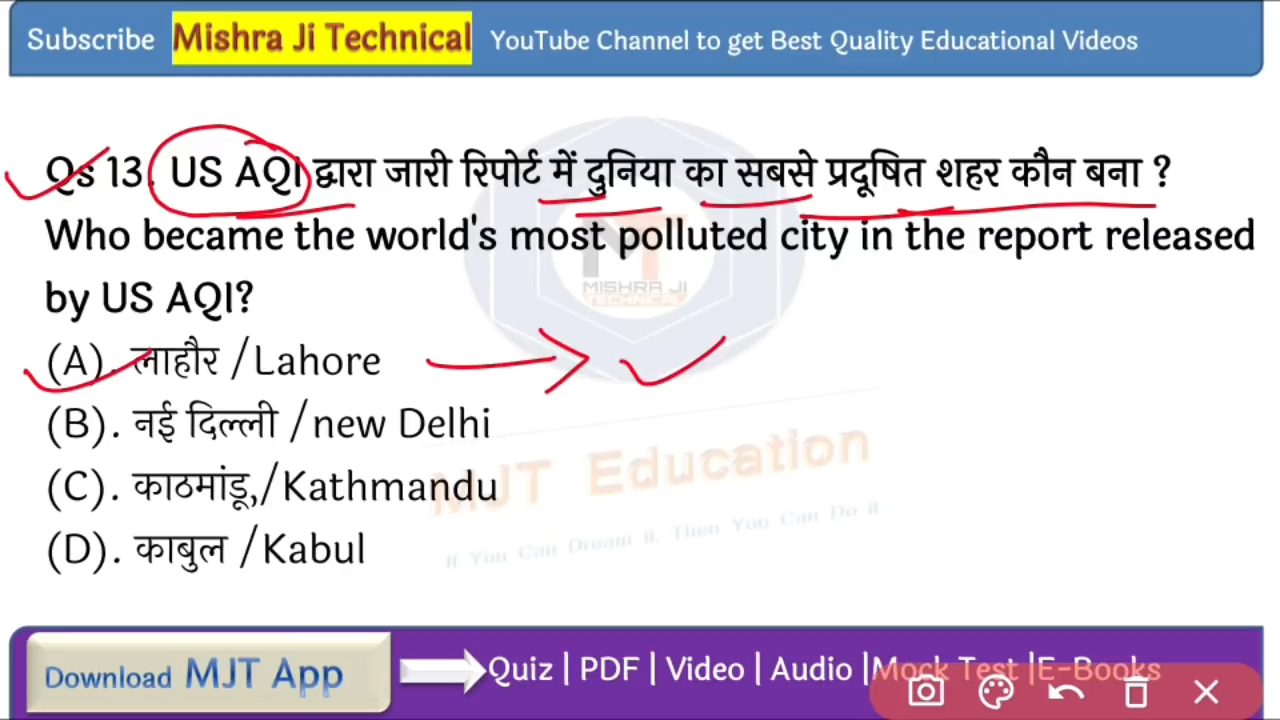 Subscribe Mishra Ji Technical YouTube Channel to get Best Quality Educational Videos
Qs 13. US AQI द्वारा जारी रिपोर्ट में दुनिया का सबसे प्रदूषित शहर कौन बना ?
Who became the world's most polluted city in the report released
by US AQI?
MISHRA JI
TECHNICAL
(A). लाहौर /Lahore
(B). नई दिल्ली /new Delhi
(C). काठमांडू,/Kathmandu
(D). काबुल /Kabul
MJT Education
If You Can Dream it, Then You Can Do it
Download MJT App Quiz | PDF | Video | Audio |Mock Test |E-Books